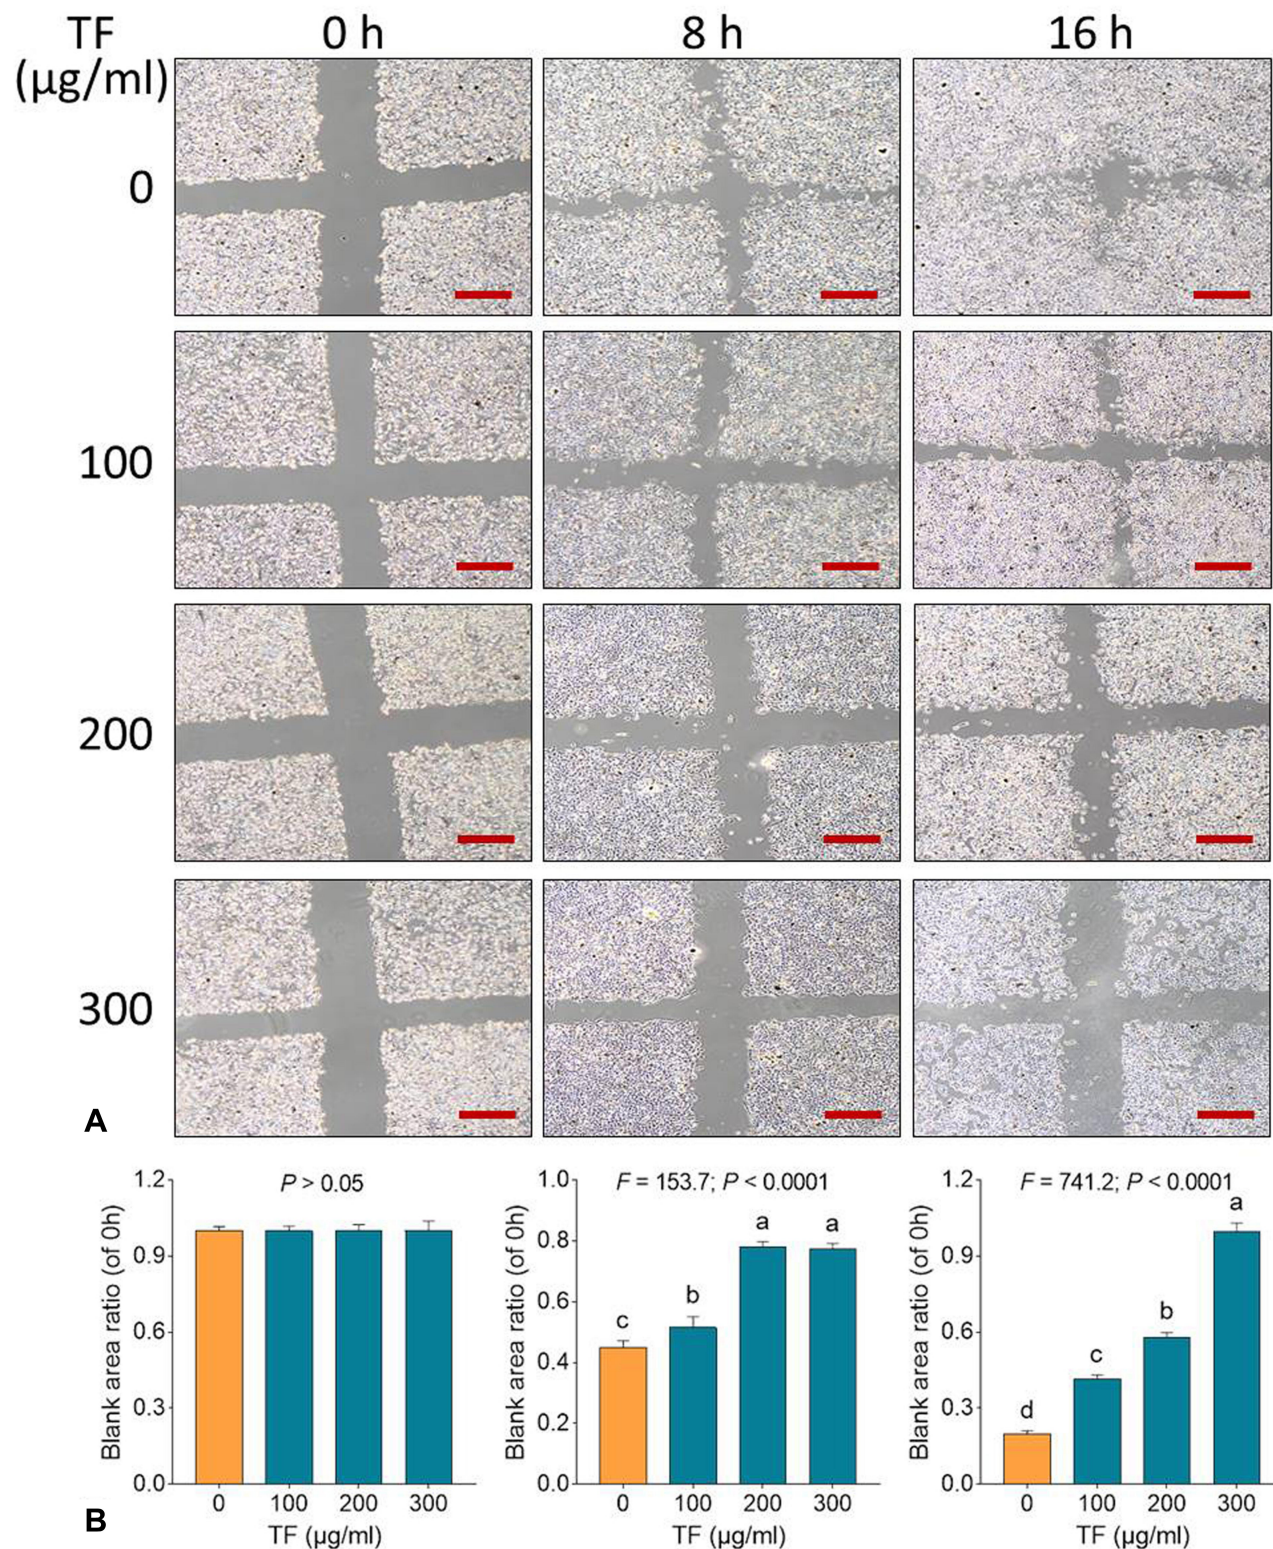 TF 0 h 8 h 16 h
(µg/ml)
0
100
200
300
A
1.2 P > 0.05
0.9
0.6
0.3
0.0
Blank area ratio (of 0h)
0 100 200 300
TF (µg/ml)
1.0 F = 153.7; P < 0.0001
0.8
0.6
0.4
0.2
0.0
Blank area ratio (of 0h)
c b a a
0 100 200 300
TF (µg/ml)
1.2 F = 741.2; P < 0.0001
0.9
0.6
0.3
0.0
Blank area ratio (of 0h)
d c b a
0 100 200 300
TF (µg/ml)
B